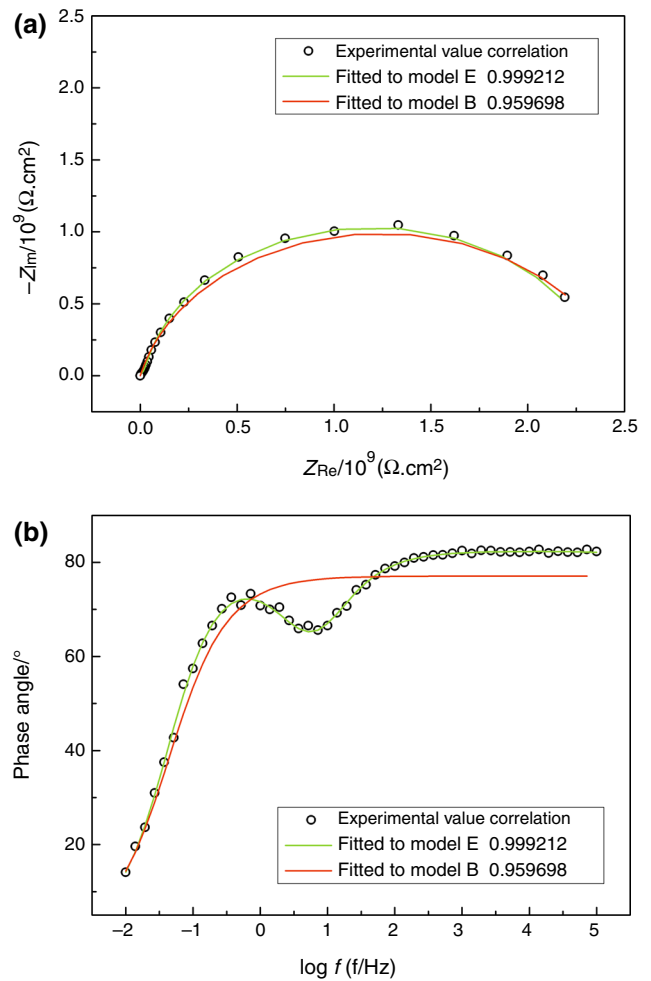 (a)
2.5
2.0
1.5
1.0
0.5
0.0
−ZIm/10⁹(Ω.cm²)
Experimental value correlation
Fitted to model E 0.999212
Fitted to model B 0.959698
0.0 0.5 1.0 1.5 2.0 2.5
ZRe/10⁹(Ω.cm²)
(b)
80
60
40
20
Phase angle/°
Experimental value correlation
Fitted to model E 0.999212
Fitted to model B 0.959698
−2 −1 0 1 2 3 4 5
log f (f/Hz)